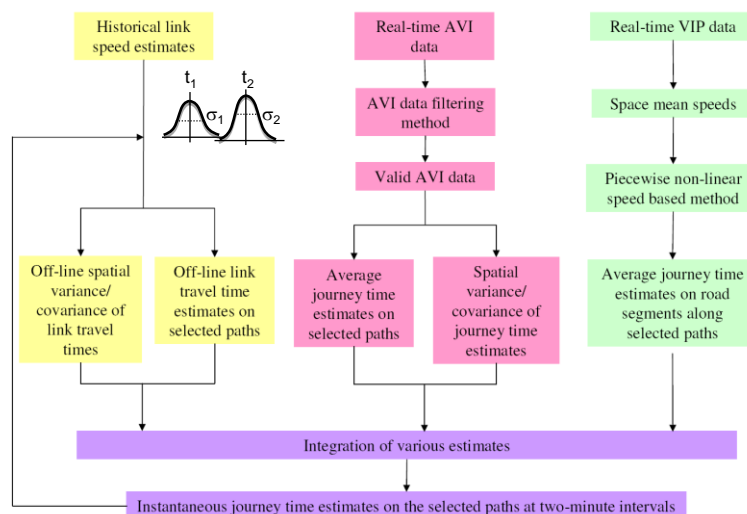 Historical link
speed estimates
Real-time AVI
data
Real-time VIP data
t1
t2
σ1
σ2
AVI data filtering
method
Space mean speeds
Valid AVI data
Piecewise non-linear
speed based method
Off-line spatial
variance/
covariance of
link travel
times
Off-line link
travel time
estimates on
selected paths
Average
journey time
estimates on
selected paths
Spatial
variance/
covariance of
journey time
estimates
Average journey time
estimates on road
segments along
selected paths
Integration of various estimates
Instantaneous journey time estimates on the selected paths at two-minute intervals